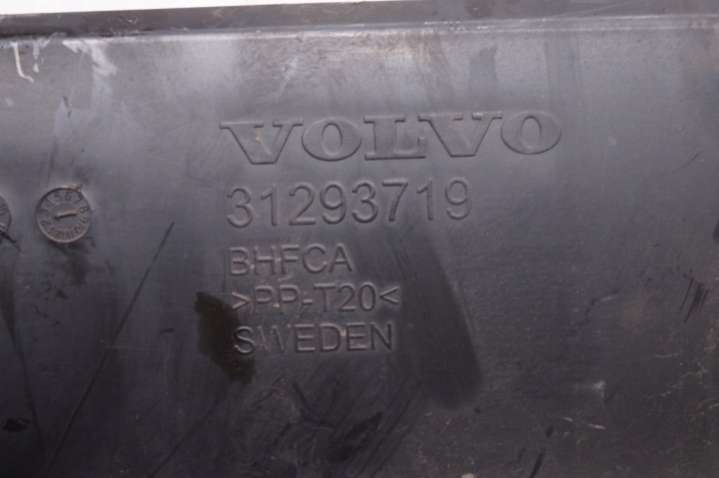 VOLVO
31293719
BHFCA
>PP-T20<
SWEDEN